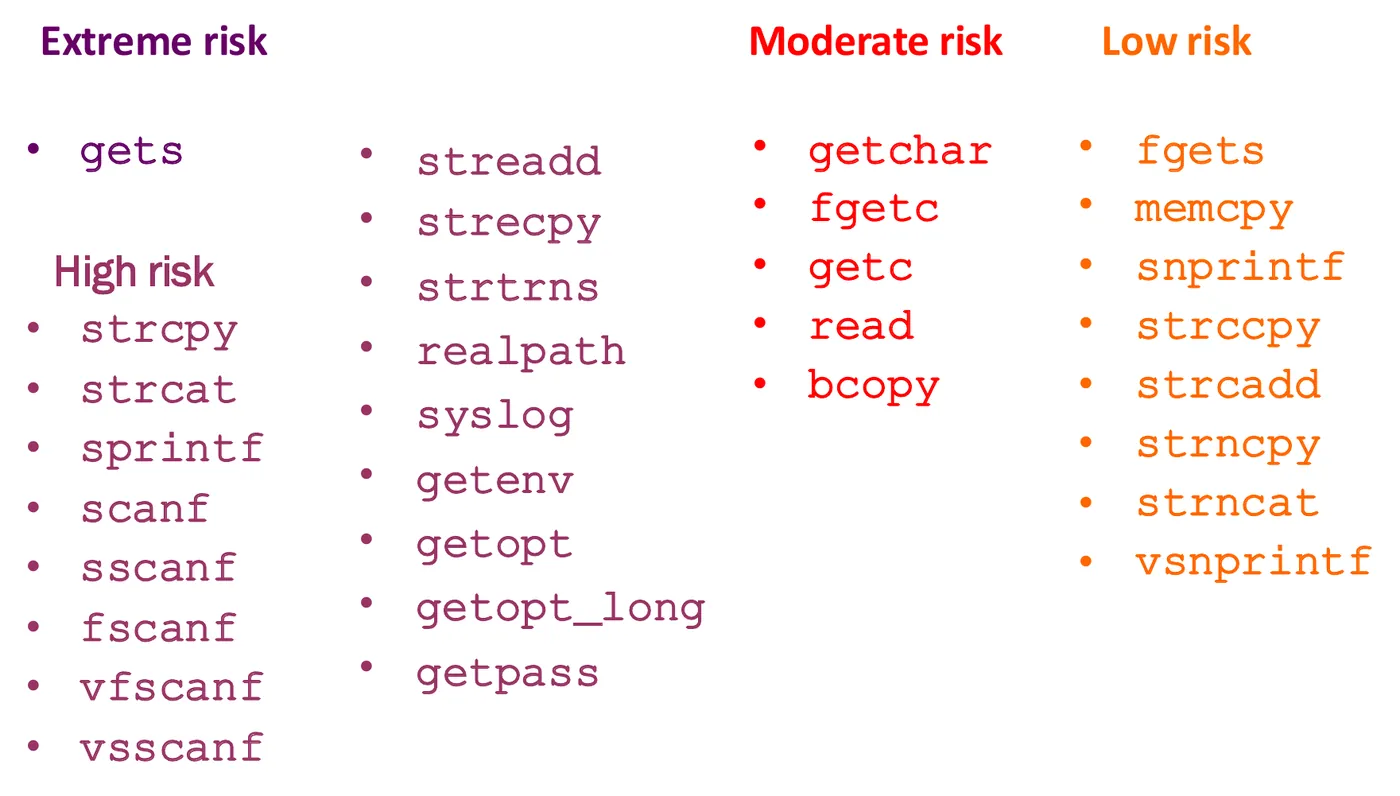 Extreme risk
• gets
High risk
• strcpy
• strcat
• sprintf
• scanf
• sscanf
• fscanf
• vfscanf
• vsscanf
• streadd
• strecpy
• strtrns
• realpath
• syslog
• getenv
• getopt
• getopt_long
• getpass
Moderate risk
• getchar
• fgetc
• getc
• read
• bcopy
Low risk
• fgets
• memcpy
• snprintf
• strccpy
• strcadd
• strncpy
• strncat
• vsnprintf